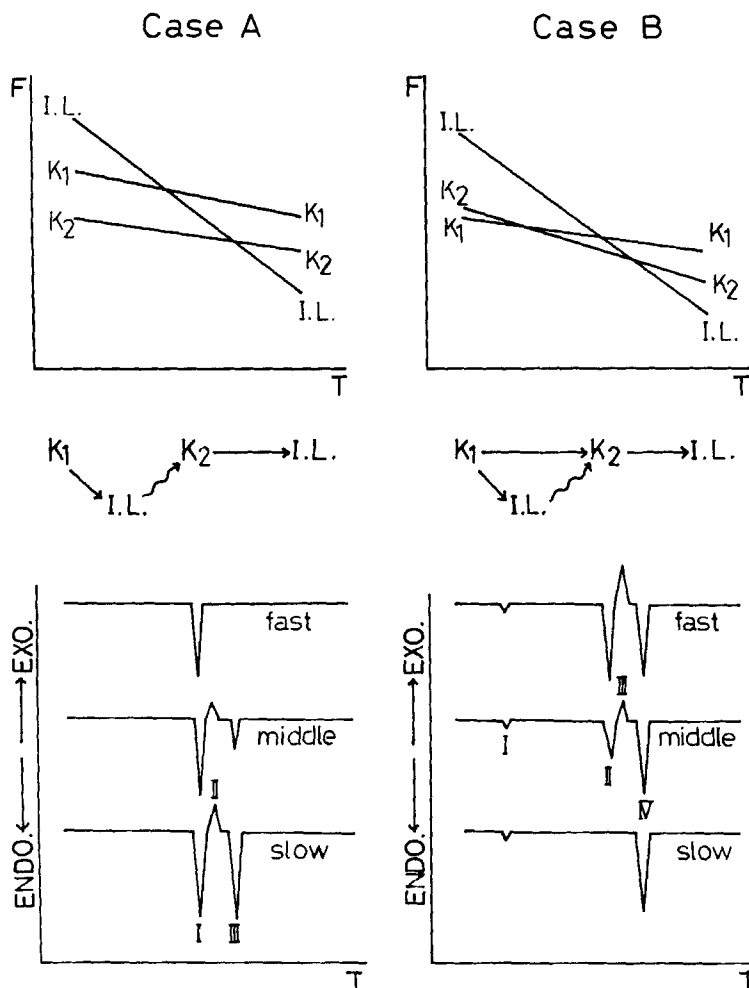 Case A
F
I.L.
K1
K2
K1
K2
I.L.
T
K1 K2 I.L.
I.L.
EXO.
ENDO.
fast
middle
II
slow
I III
T
Case B
F
I.L.
K2
K1
K1
K2
I.L.
T
K1 K2 I.L.
I.L.
EXO.
ENDO.
fast
III
middle
I II
IV
slow
T